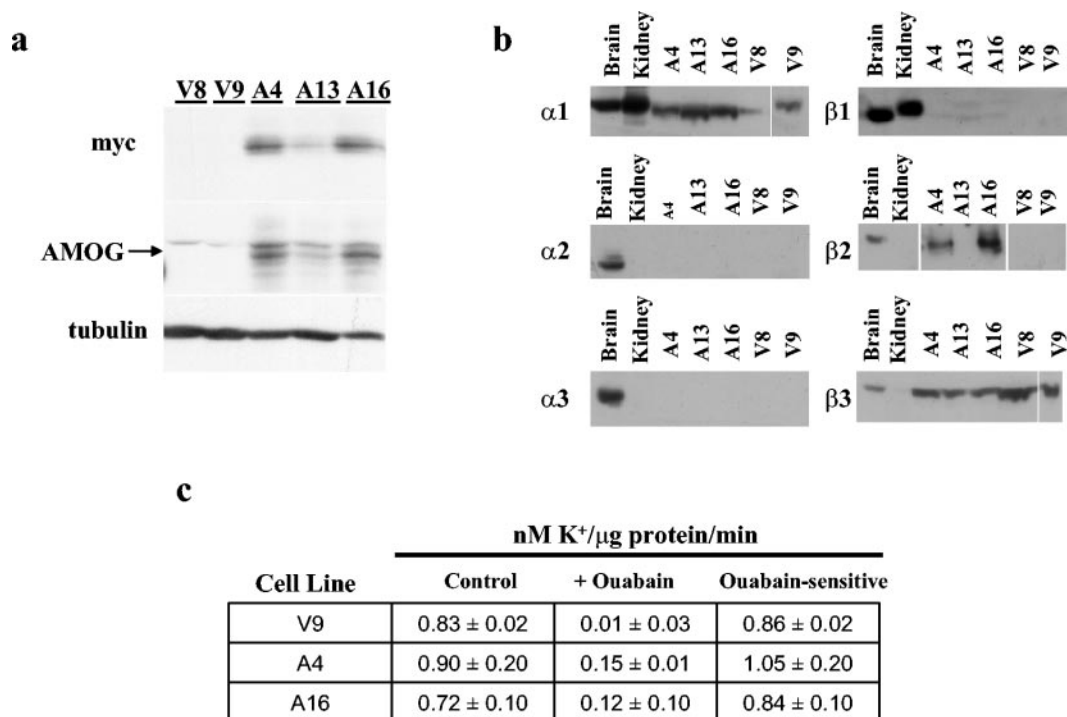 a
V8 V9 A4 A13 A16
myc
AMOG
tubulin
b
Brain Kidney A4 A13 A16 V8 V9
α1
Brain Kidney A4 A13 A16 V8 V9
β1
Brain Kidney A4 A13 A16 V8 V9
α2
Brain Kidney A4 A13 A16 V8 V9
β2
Brain Kidney A4 A13 A16 V8 V9
α3
Brain Kidney A4 A13 A16 V8 V9
β3
c
nM K⁺/μg protein/min
Cell Line Control + Ouabain Ouabain-sensitive
V9 0.83 ± 0.02 0.01 ± 0.03 0.86 ± 0.02
A4 0.90 ± 0.20 0.15 ± 0.01 1.05 ± 0.20
A16 0.72 ± 0.10 0.12 ± 0.10 0.84 ± 0.10